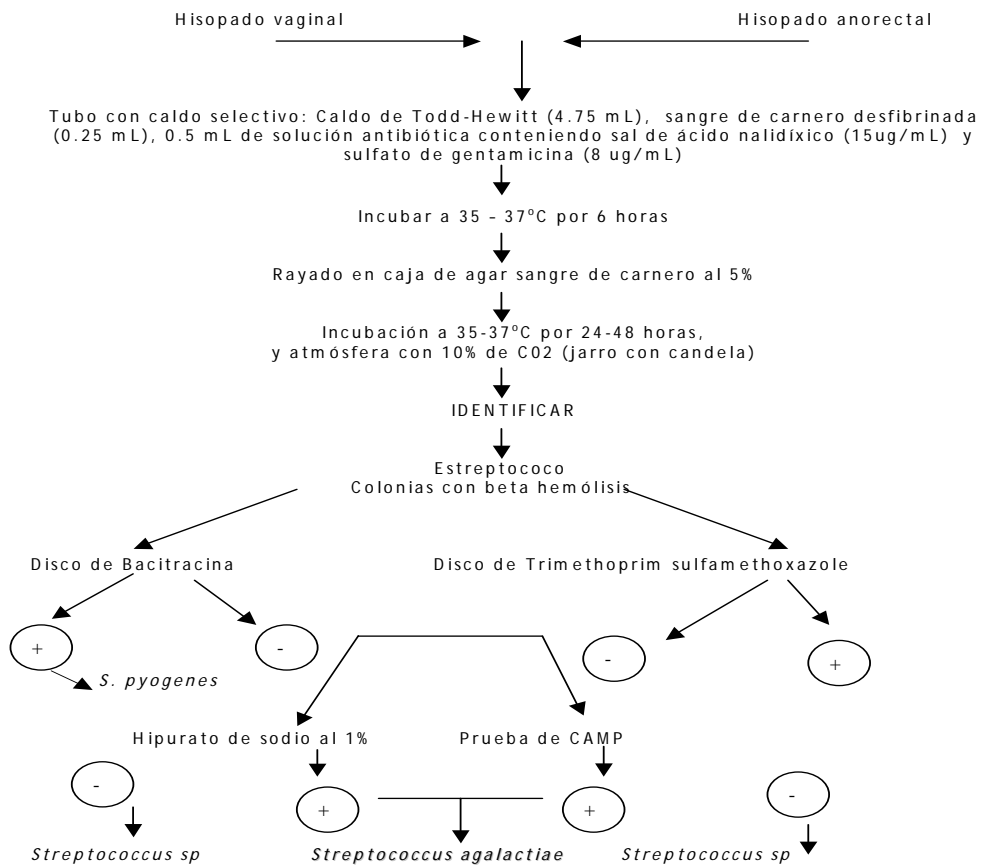 Hisopado vaginal
Hisopado anorectal
Tubo con caldo selectivo: Caldo de Todd-Hewitt (4.75 mL), sangre de carnero desfibrinada
(0.25 mL), 0.5 mL de solución antibiótica conteniendo sal de ácido nalidíxico (15ug/mL) y
sulfato de gentamicina (8 ug/mL)
Incubar a 35 - 37°C por 6 horas
Rayado en caja de agar sangre de carnero al 5%
Incubación a 35-37°C por 24-48 horas,
y atmósfera con 10% de C02 (jarro con candela)
IDENTIFICAR
Estreptococo
Colonias con beta hemólisis
Disco de Bacitracina
Disco de Trimethoprim sulfamethoxazole
+
-
-
+
S. pyogenes
Hipurato de sodio al 1%
Prueba de CAMP
-
+
+
-
Streptococcus sp
Streptococcus agalactiae
Streptococcus sp